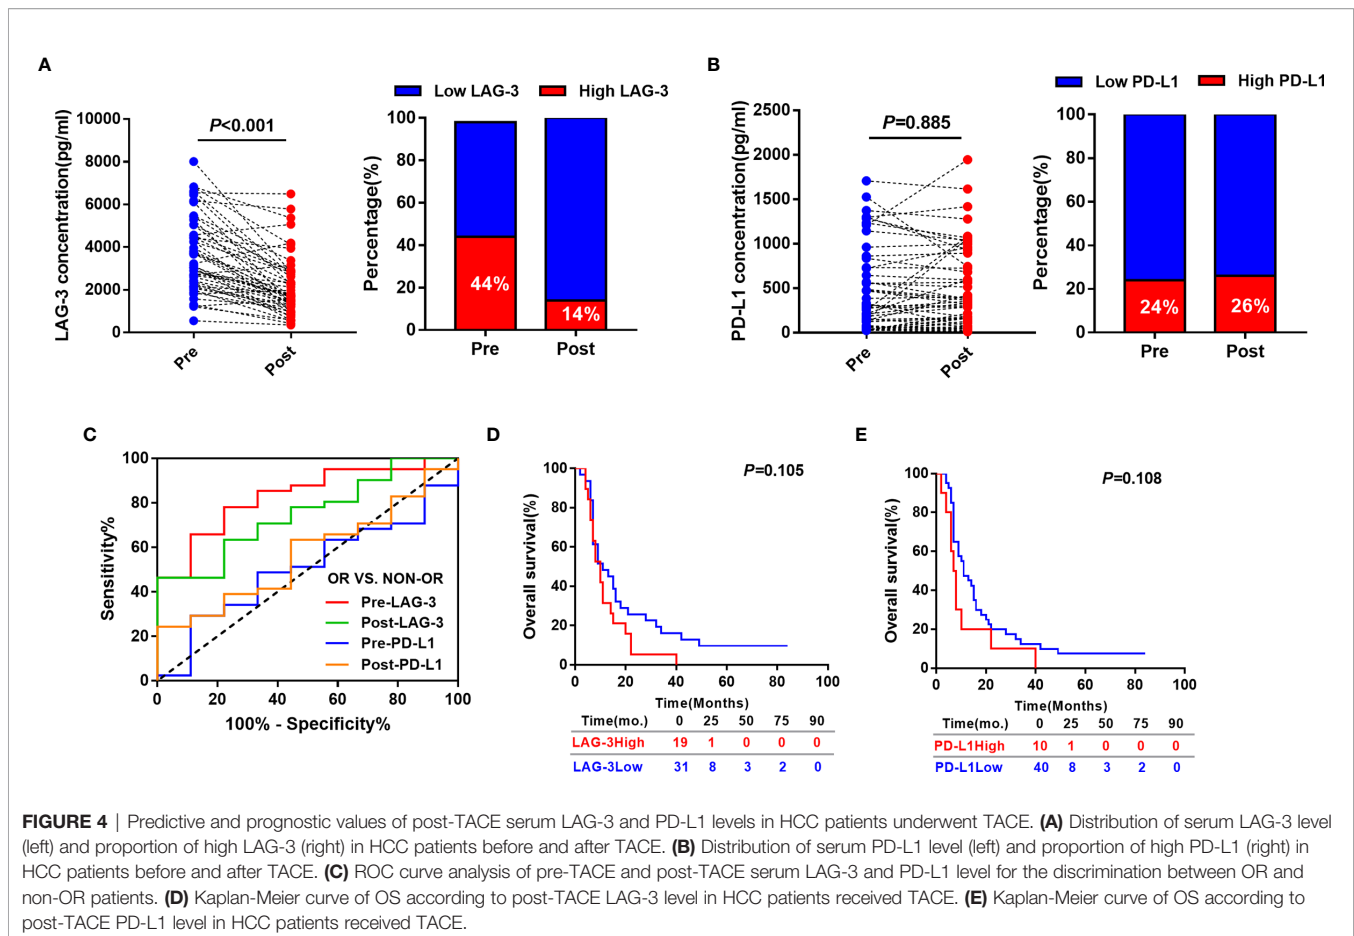 A
Low LAG-3 High LAG-3
LAG-3 concentration(pg/ml)
10000
8000
6000
4000
2000
0
P<0.001
Pre Post
Percentage(%)
100
80
60
40
20
0
44% 14%
Pre Post
B
Low PD-L1 High PD-L1
PD-L1 concentration(pg/ml)
2500
2000
1500
1000
500
0
P=0.885
Pre Post
Percentage(%)
100
80
60
40
20
0
24% 26%
Pre Post
C
Sensitivity%
100
80
60
40
20
0
OR VS. NON-OR
Pre-LAG-3
Post-LAG-3
Pre-PD-L1
Post-PD-L1
0 20 40 60 80 100
100% - Specificity%
D
P=0.105
Overall survival(%)
100
80
60
40
20
0
0 20 40 60 80 100
Time(Months)
Time(mo.) 0 25 50 75 90
LAG-3High 19 1 0 0 0
LAG-3Low 31 8 3 2 0
E
P=0.108
Overall survival(%)
100
80
60
40
20
0
0 20 40 60 80 100
Time(Months)
Time(mo.) 0 25 50 75 90
PD-L1High 10 1 0 0 0
PD-L1Low 40 8 3 2 0
FIGURE 4 | Predictive and prognostic values of post-TACE serum LAG-3 and PD-L1 levels in HCC patients underwent TACE. (A) Distribution of serum LAG-3 level
(left) and proportion of high LAG-3 (right) in HCC patients before and after TACE. (B) Distribution of serum PD-L1 level (left) and proportion of high PD-L1 (right) in
HCC patients before and after TACE. (C) ROC curve analysis of pre-TACE and post-TACE serum LAG-3 and PD-L1 level for the discrimination between OR and
non-OR patients. (D) Kaplan-Meier curve of OS according to post-TACE LAG-3 level in HCC patients received TACE. (E) Kaplan-Meier curve of OS according to
post-TACE PD-L1 level in HCC patients received TACE.